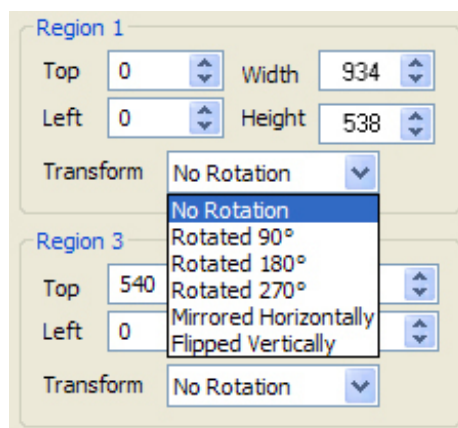 Region 1
Top 0 Width 934
Left 0 Height 538
Transform No Rotation
No Rotation
Rotated 90°
Region 3
Rotated 180°
Top 540 Rotated 270°
Mirrored Horizontally
Left 0
Flipped Vertically
Transform No Rotation